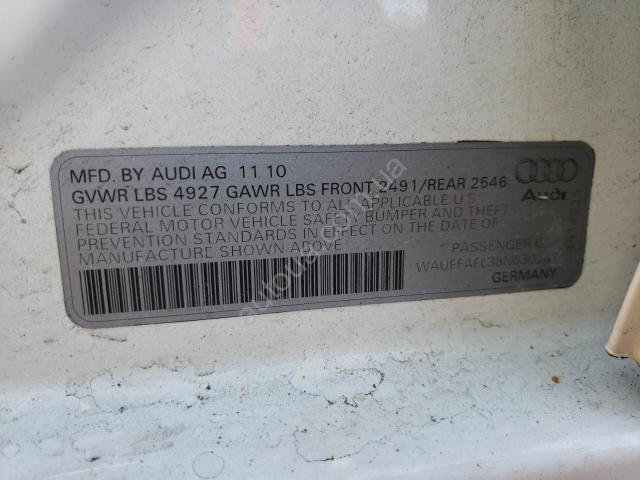 MFD. BY AUDI AG 11 10
GVWR LBS 4927 GAWR LBS FRONT 2491/REAR 2546
THIS VEHICLE CONFORMS TO ALL APPLICABLE U S
FEDERAL MOTOR VEHICLE SAFETY BUMPER AND THEFT
PREVENTION STANDARDS IN EFFECT ON THE DATE OF
MANUFACTURE SHOWN ABOVE
Audi
PASSENGER CAR
GERMANY